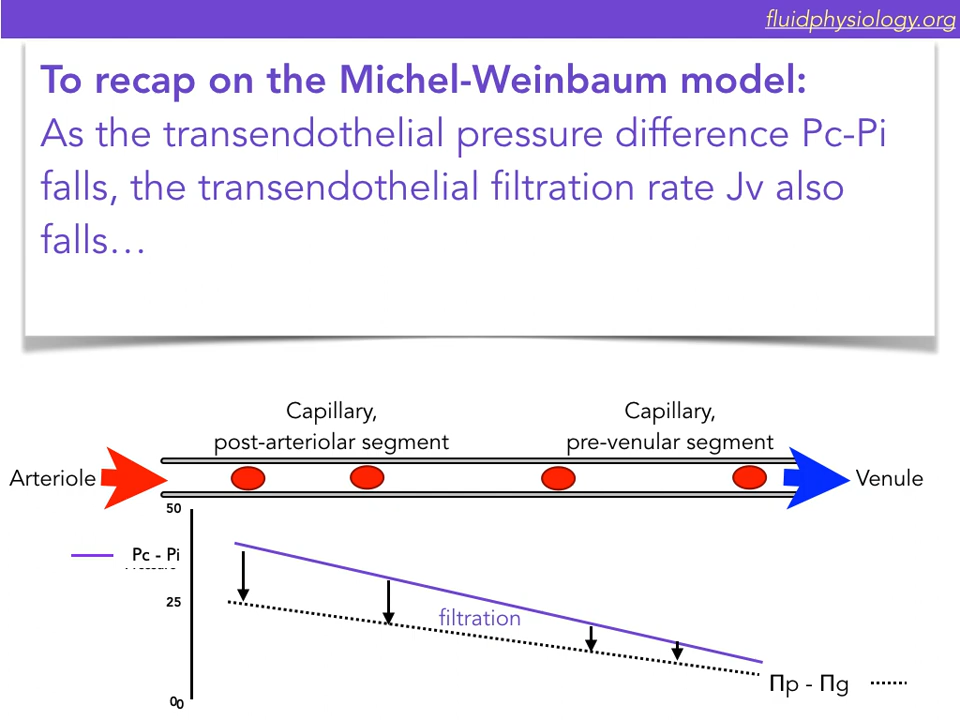 fluidphysiology.org
To recap on the Michel-Weinbaum model:
As the transendothelial pressure difference Pc-Pi
falls, the transendothelial filtration rate Jv also
falls…
Capillary,
post-arteriolar segment
Capillary,
pre-venular segment
Arteriole
Venule
50
Pc - Pi
25
filtration
Πp - Πg
0
0